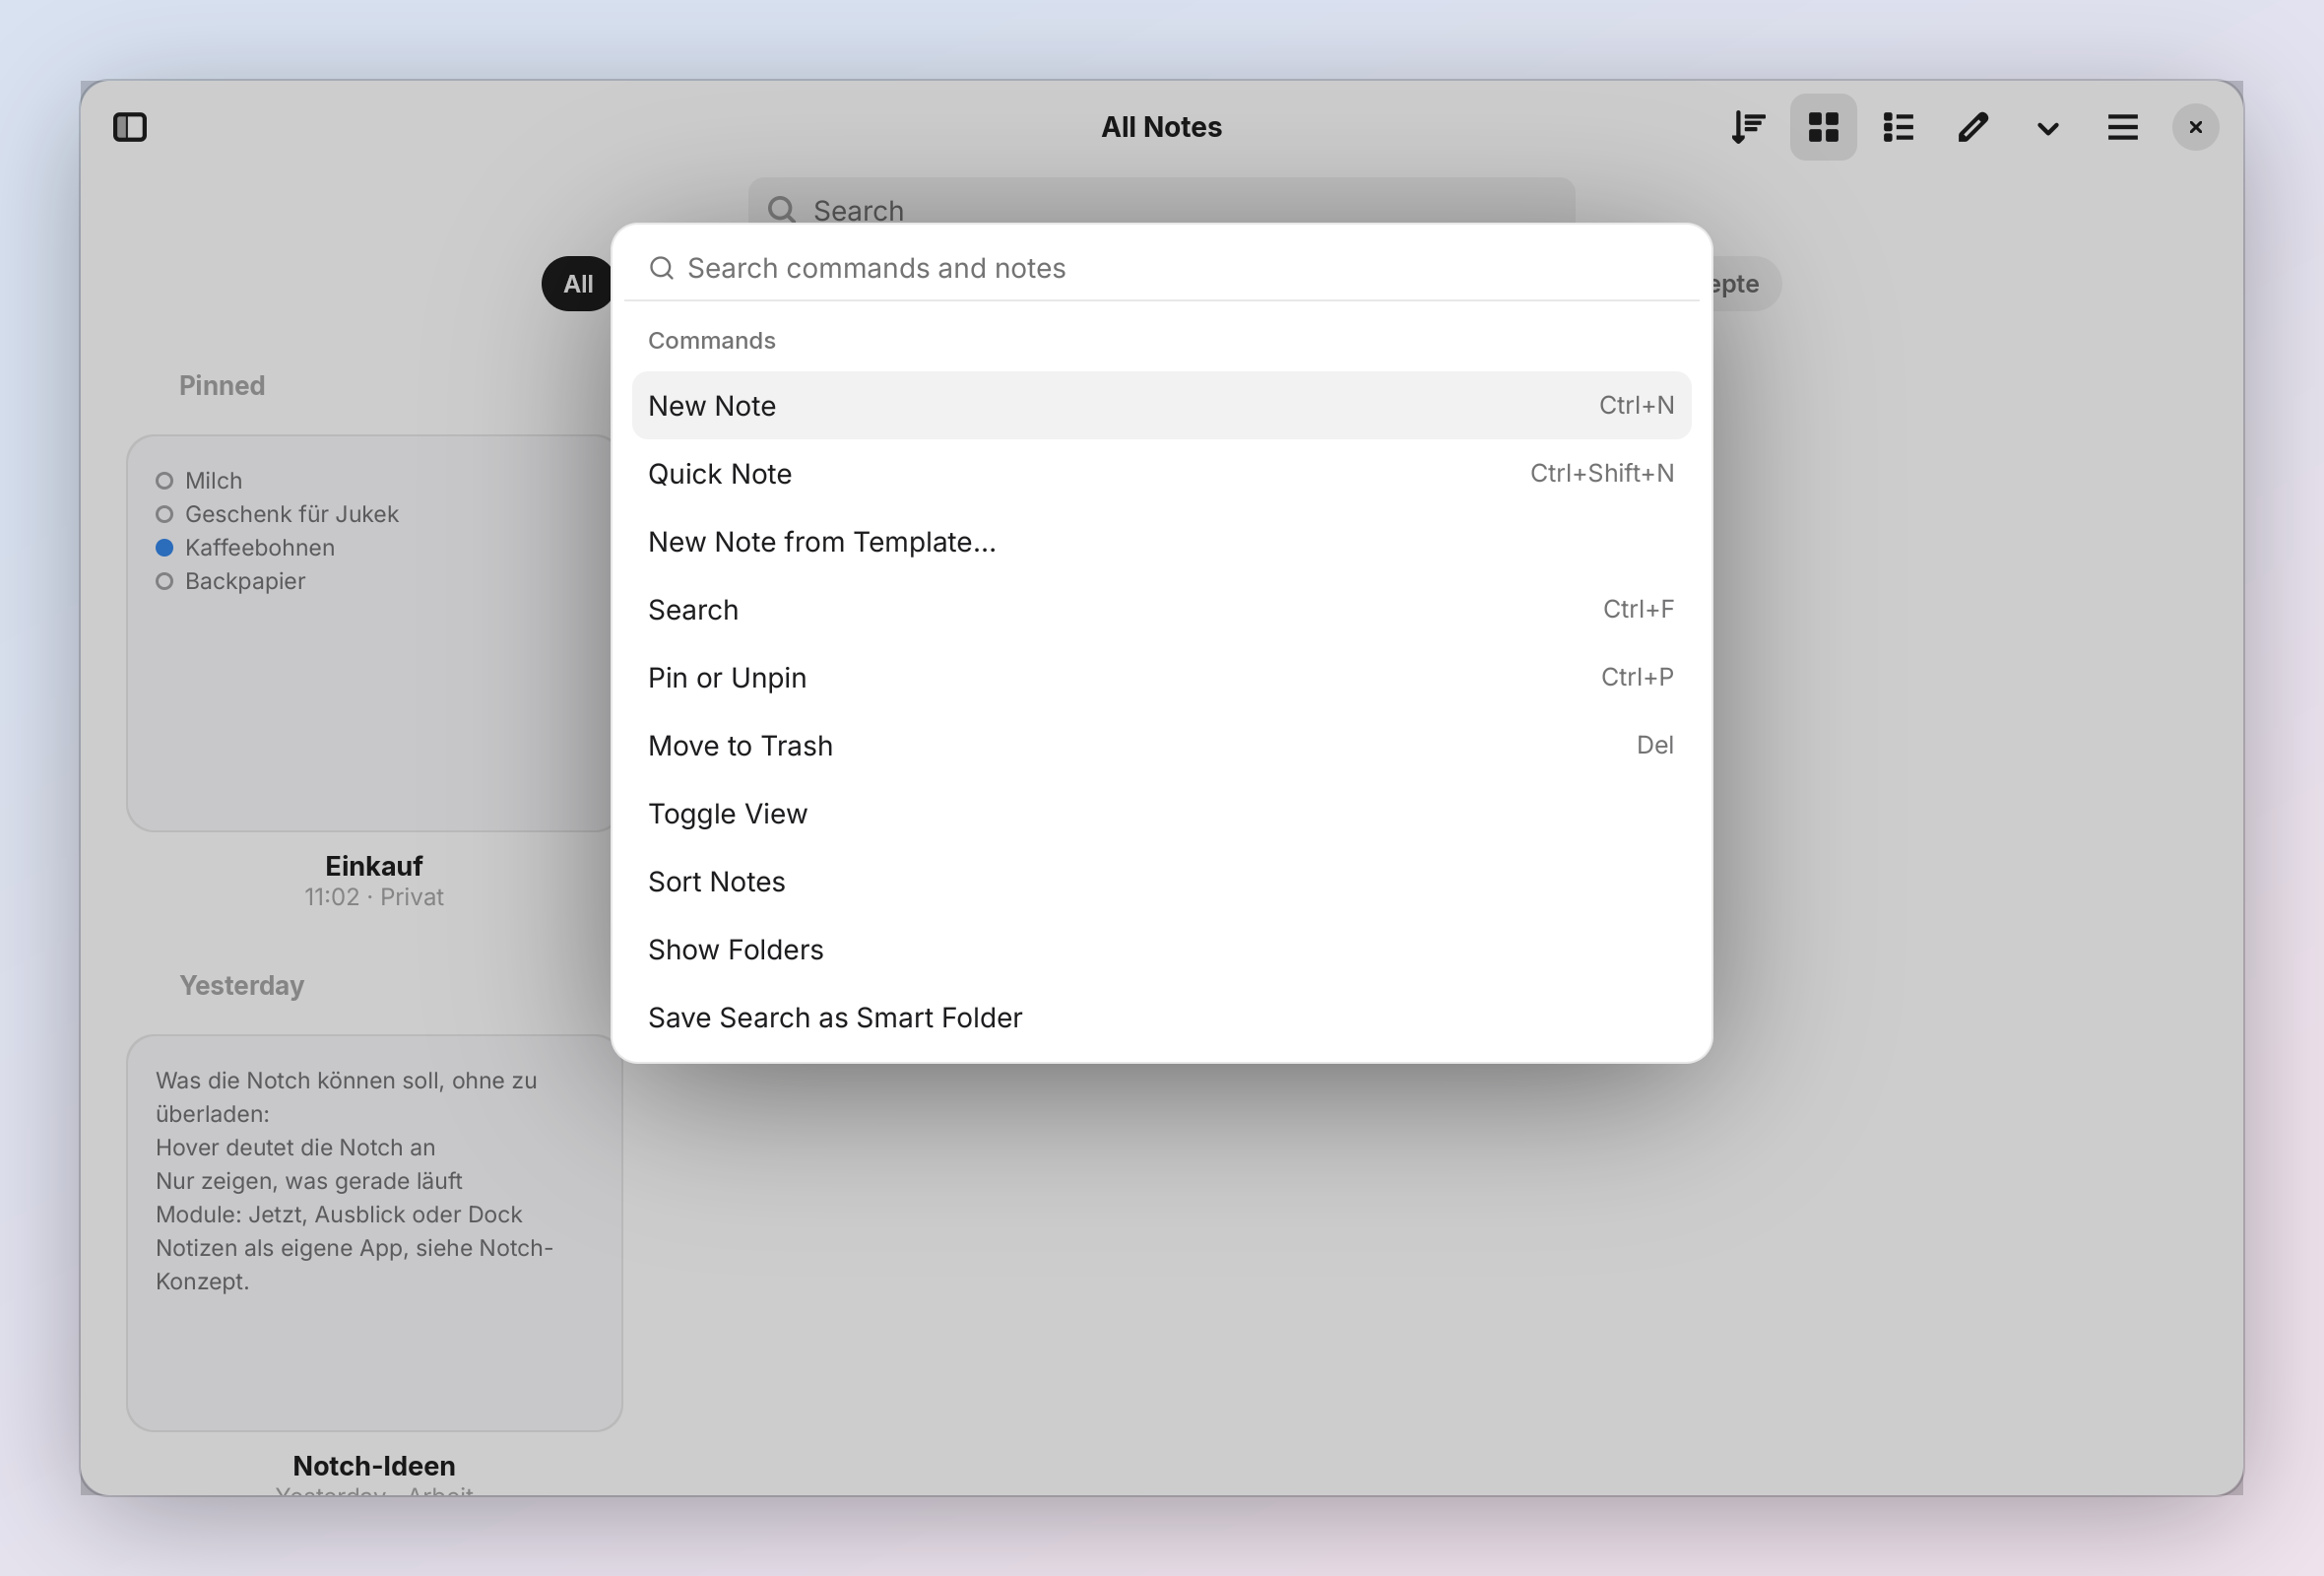 All Notes
Search
Search commands and notes
All
epte
Commands
Pinned
New Note Ctrl+N
Milch
Quick Note Ctrl+Shift+N
Geschenk für Jukek
Kaffeebohnen
New Note from Template...
Backpapier
Search Ctrl+F
Pin or Unpin Ctrl+P
Move to Trash Del
Toggle View
Einkauf
11:02 · Privat
Sort Notes
Show Folders
Yesterday
Save Search as Smart Folder
Was die Notch können soll, ohne zu
überladen:
Hover deutet die Notch an
Nur zeigen, was gerade läuft
Module: Jetzt, Ausblick oder Dock
Notizen als eigene App, siehe Notch-
Konzept.
Notch-Ideen
Yesterday · Arbeit